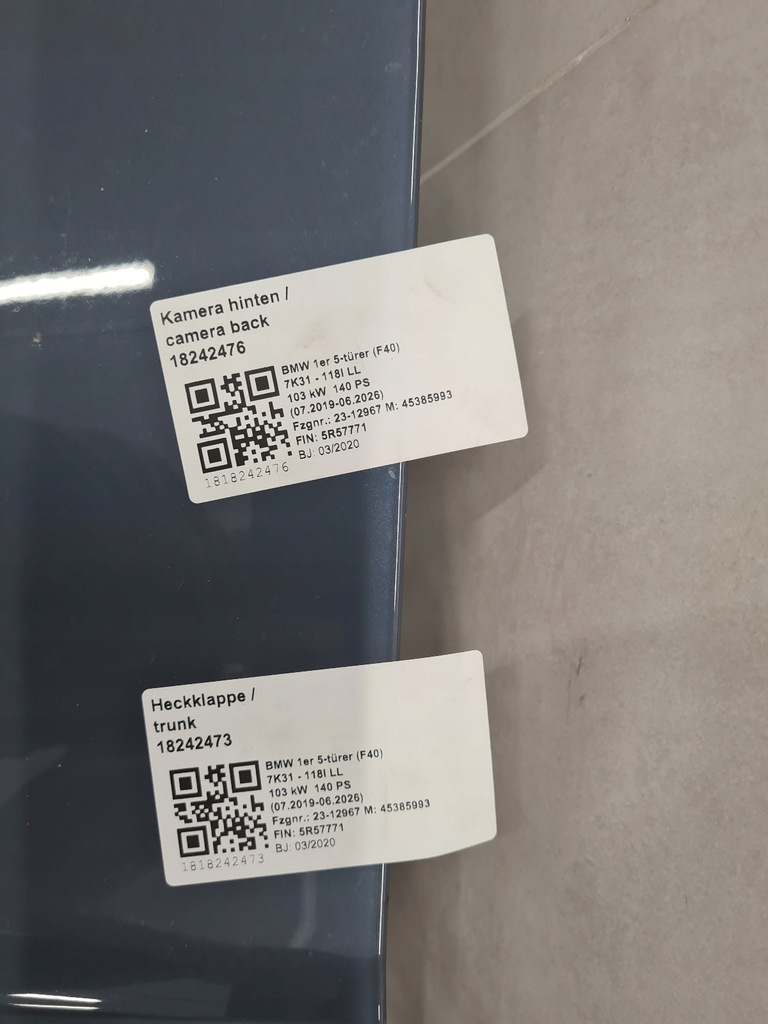 Kamera hinten /
camera back
18242476
BMW 1er 5-türer (F40)
7K31 - 118I LL
103 kW 140 PS
(07.2019-06.2026)
Fzgnr.: 23-12967 M: 45385993
FIN: 5R57771
BJ: 03/2020
1818242476
Heckklappe /
trunk
18242473
BMW 1er 5-türer (F40)
7K31 - 118I LL
103 kW 140 PS
(07.2019-06.2026)
Fzgnr.: 23-12967 M: 45385993
FIN: 5R57771
BJ: 03/2020
1818242473